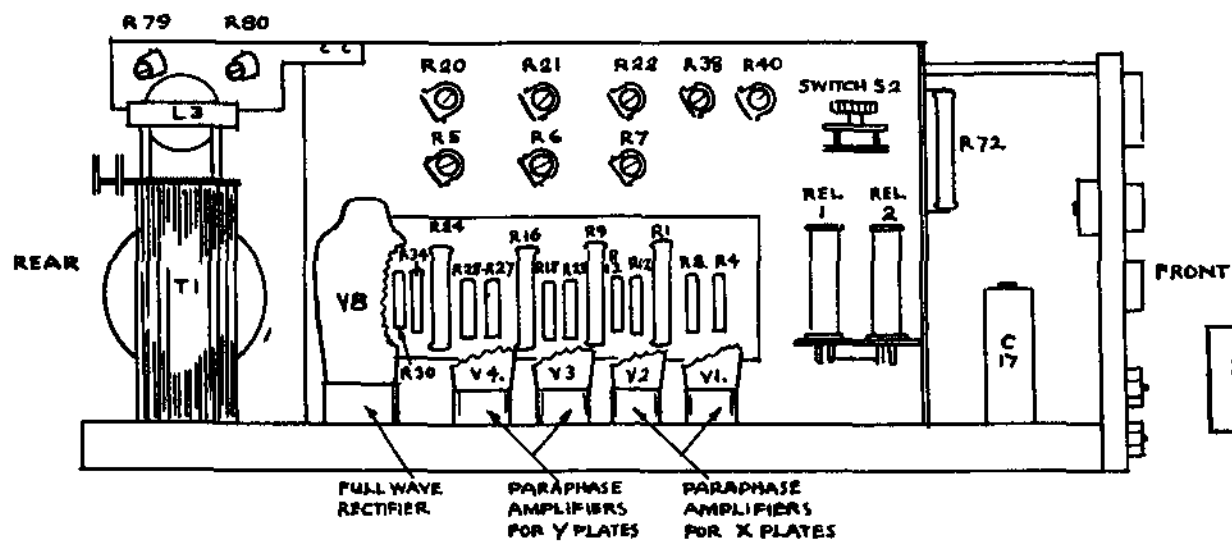 R79 R80
R20 R21 R22 R38 R40
SWITCH S2
L3
R5 R6 R7
R72
REL. 1
REL. 2
R24
R16
R9
R1
R34
R27
R12
R4
REAR
T1
V8
FRONT
R30
V4.
V3
V2
V1.
C 17
FULL WAVE
RECTIFIER
PARAPHASE
AMPLIFIERS
FOR Y PLATES
PARAPHASE
AMPLIFIERS
FOR X PLATES